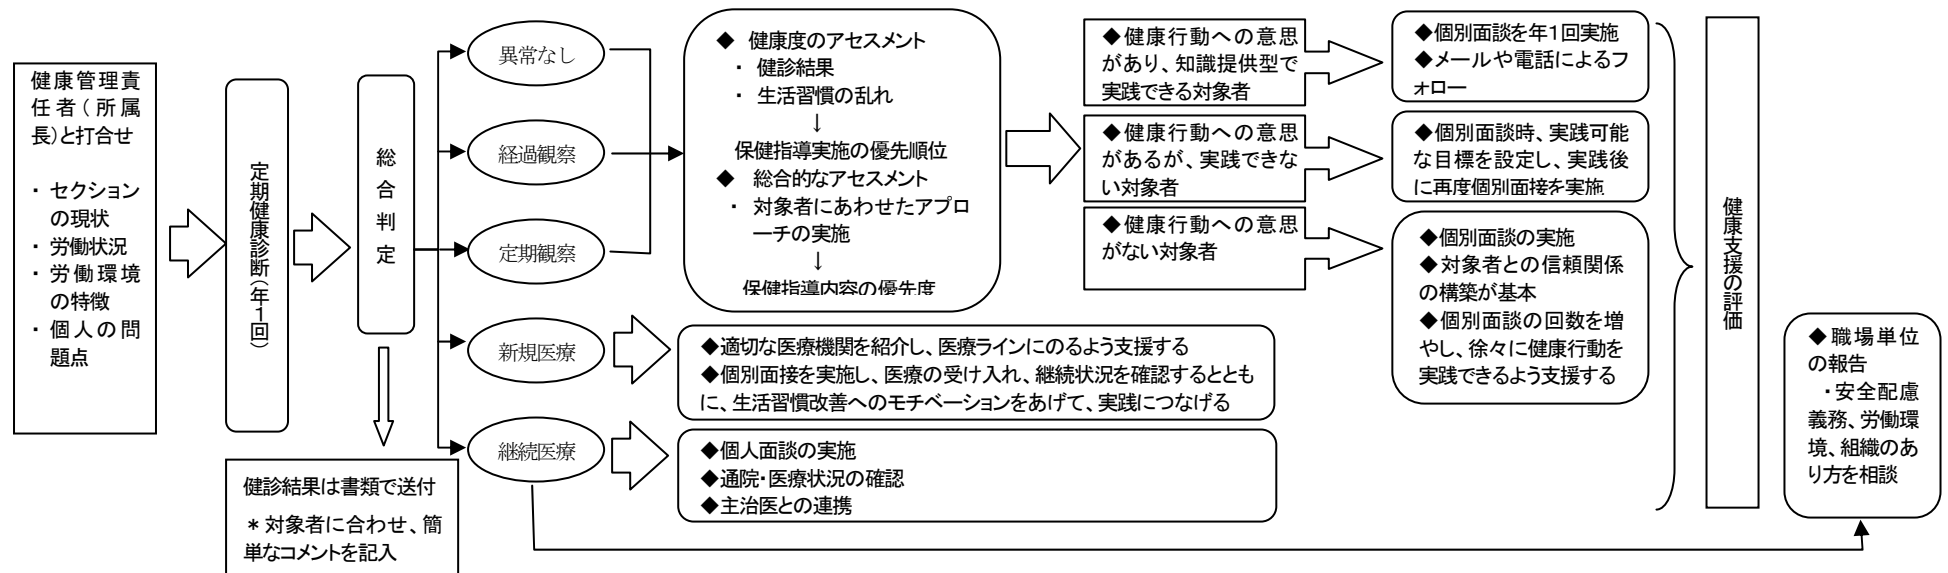 健康管理責
任者(所属
長)と打合せ
・ セクション
の現状
・ 労働状況
・ 労働環境
の特徴
・ 個人の問
題点
定期健康診断(年1回)
総合判定
健診結果は書類で送付
*対象者に合わせ、簡
単なコメントを記入
異常なし
経過観察
定期観察
新規医療
継続医療
◆ 健康度のアセスメント
・ 健診結果
・ 生活習慣の乱れ
↓
保健指導実施の優先順位
◆ 総合的なアセスメント
・ 対象者にあわせたアプロ
ーチの実施
↓
保健指導内容の優先度
◆適切な医療機関を紹介し、医療ラインにのるよう支援する
◆個別面接を実施し、医療の受け入れ、継続状況を確認するととも
に、生活習慣改善へのモチベーションをあげて、実践につなげる
◆個人面談の実施
◆通院・医療状況の確認
◆主治医との連携
◆健康行動への意思
があり、知識提供型で
実践できる対象者
◆健康行動への意思
があるが、実践できな
い対象者
◆健康行動への意思
がない対象者
◆個別面談を年1回実施
◆メールや電話によるフ
ォロー
◆個別面談時、実践可能
な目標を設定し、実践後
に再度個別面接を実施
◆個別面談の実施
◆対象者との信頼関係
の構築が基本
◆個別面談の回数を増
やし、徐々に健康行動を
実践できるよう支援する
健康支援の評価
◆職場単位
の報告
・安全配慮
義務、労働環
境、組織のあ
り方を相談